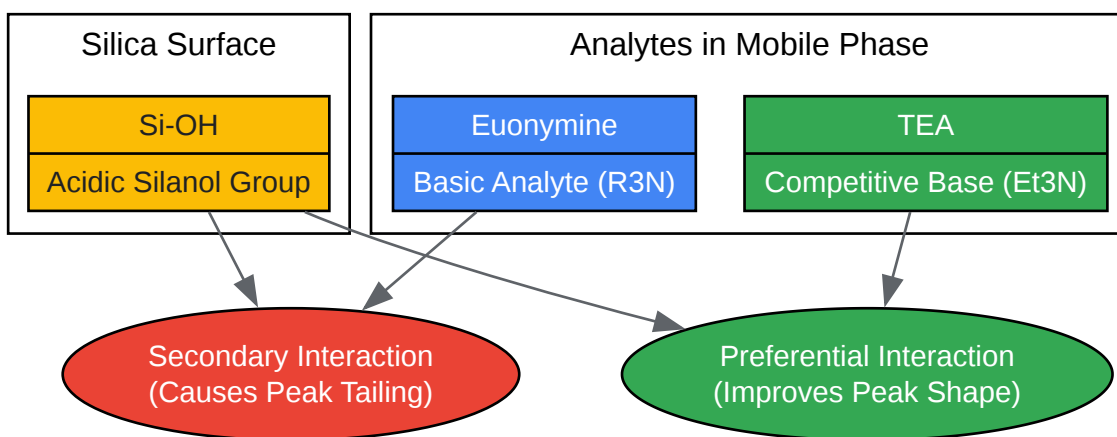 Silica Surface
Analytes in Mobile Phase
Si-OH
Acidic Silanol Group
Euonymine
Basic Analyte (R3N)
TEA
Competitive Base (Et3N)
Secondary Interaction
(Causes Peak Tailing)
Preferential Interaction
(Improves Peak Shape)